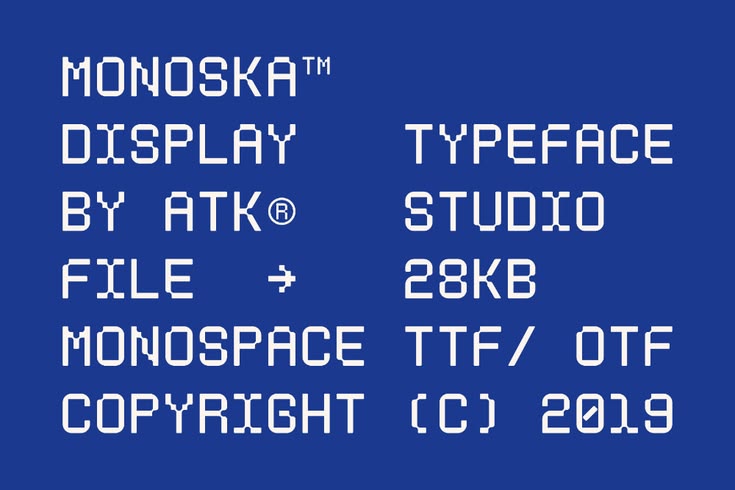 MONOSKA™
DISPLAY TYPEFACE
BY ATK® STUDIO
FILE → 28KB
MONOSPACE TTF/ OTF
COPYRIGHT (C) 2019